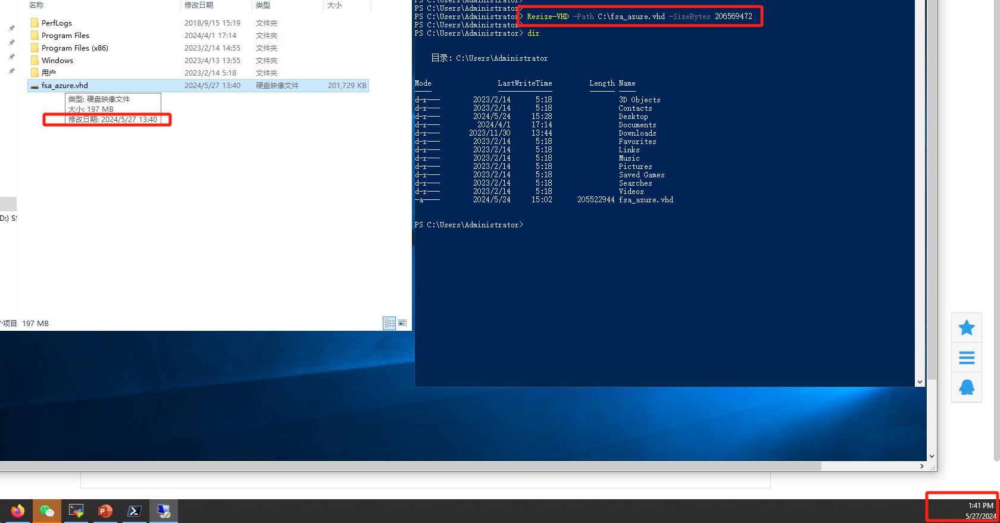 名称 修改日期 类型 大小
PerfLogs 2018/9/15 15:19 文件夹
Program Files 2024/4/1 17:14 文件夹
Program Files (x86) 2023/2/14 14:55 文件夹
Windows 2023/4/13 13:55 文件夹
用户 2023/2/14 5:18 文件夹
fsa_azure.vhd 2024/5/27 13:40 硬盘映像文件 201,729 KB
类型: 硬盘映像文件
大小: 197 MB
修改日期: 2024/5/27 13:40
D:) S
个项目 197 MB
PS C:\Users\Administrator>
PS C:\Users\Administrator>
PS C:\Users\Administrator> Resize-VHD -Path C:\fsa_azure.vhd -SizeBytes 206569472
PS C:\Users\Administrator>
PS C:\Users\Administrator> dir
目录: C:\Users\Administrator
Mode LastWriteTime Length Name
d-r--- 2023/2/14 5:18 3D Objects
d-r--- 2023/2/14 5:18 Contacts
d-r--- 2024/5/24 15:28 Desktop
d-r--- 2024/4/1 17:14 Documents
d-r--- 2023/11/30 13:44 Downloads
d-r--- 2023/2/14 5:18 Favorites
d-r--- 2023/2/14 5:18 Links
d-r--- 2023/2/14 5:18 Music
d-r--- 2023/2/14 5:18 Pictures
d-r--- 2023/2/14 5:18 Saved Games
d-r--- 2023/2/14 5:18 Searches
d-r--- 2023/2/14 5:18 Videos
-a---- 2024/5/24 15:02 205522944 fsa_azure.vhd
PS C:\Users\Administrator>
1:41 PM
5/27/2024